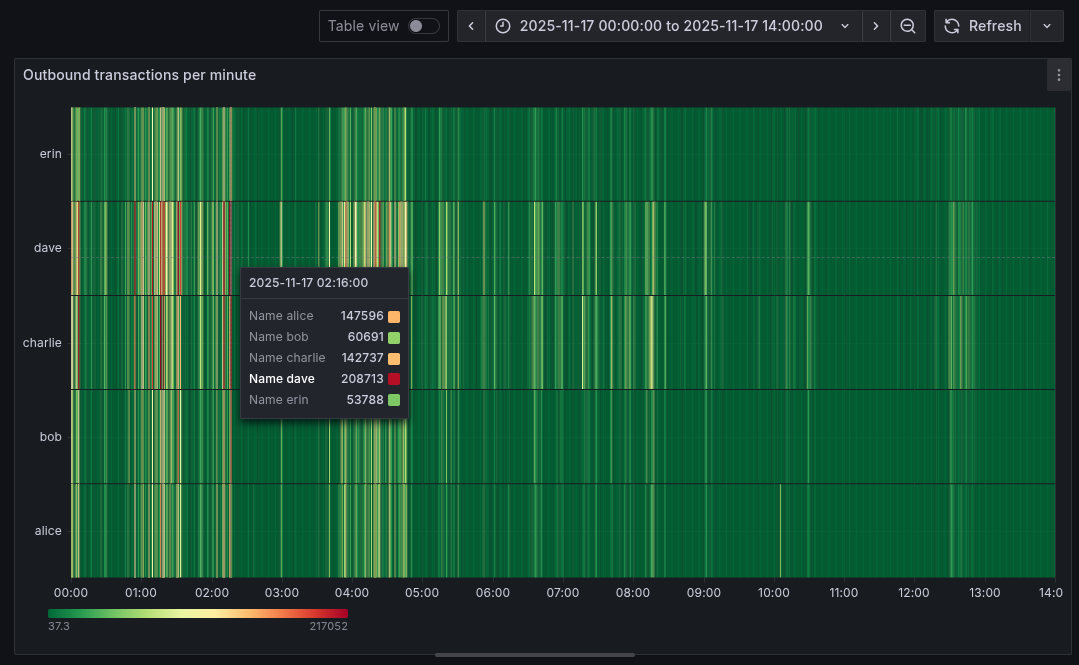 Table view
2025-11-17 00:00:00 to 2025-11-17 14:00:00
Refresh
Outbound transactions per minute
erin
dave
charlie
bob
alice
2025-11-17 02:16:00
Name alice 147596
Name bob 60691
Name charlie 142737
Name dave 208713
Name erin 53788
00:00 01:00 02:00 03:00 04:00 05:00 06:00 07:00 08:00 09:00 10:00 11:00 12:00 13:00 14:0
37.3 217052